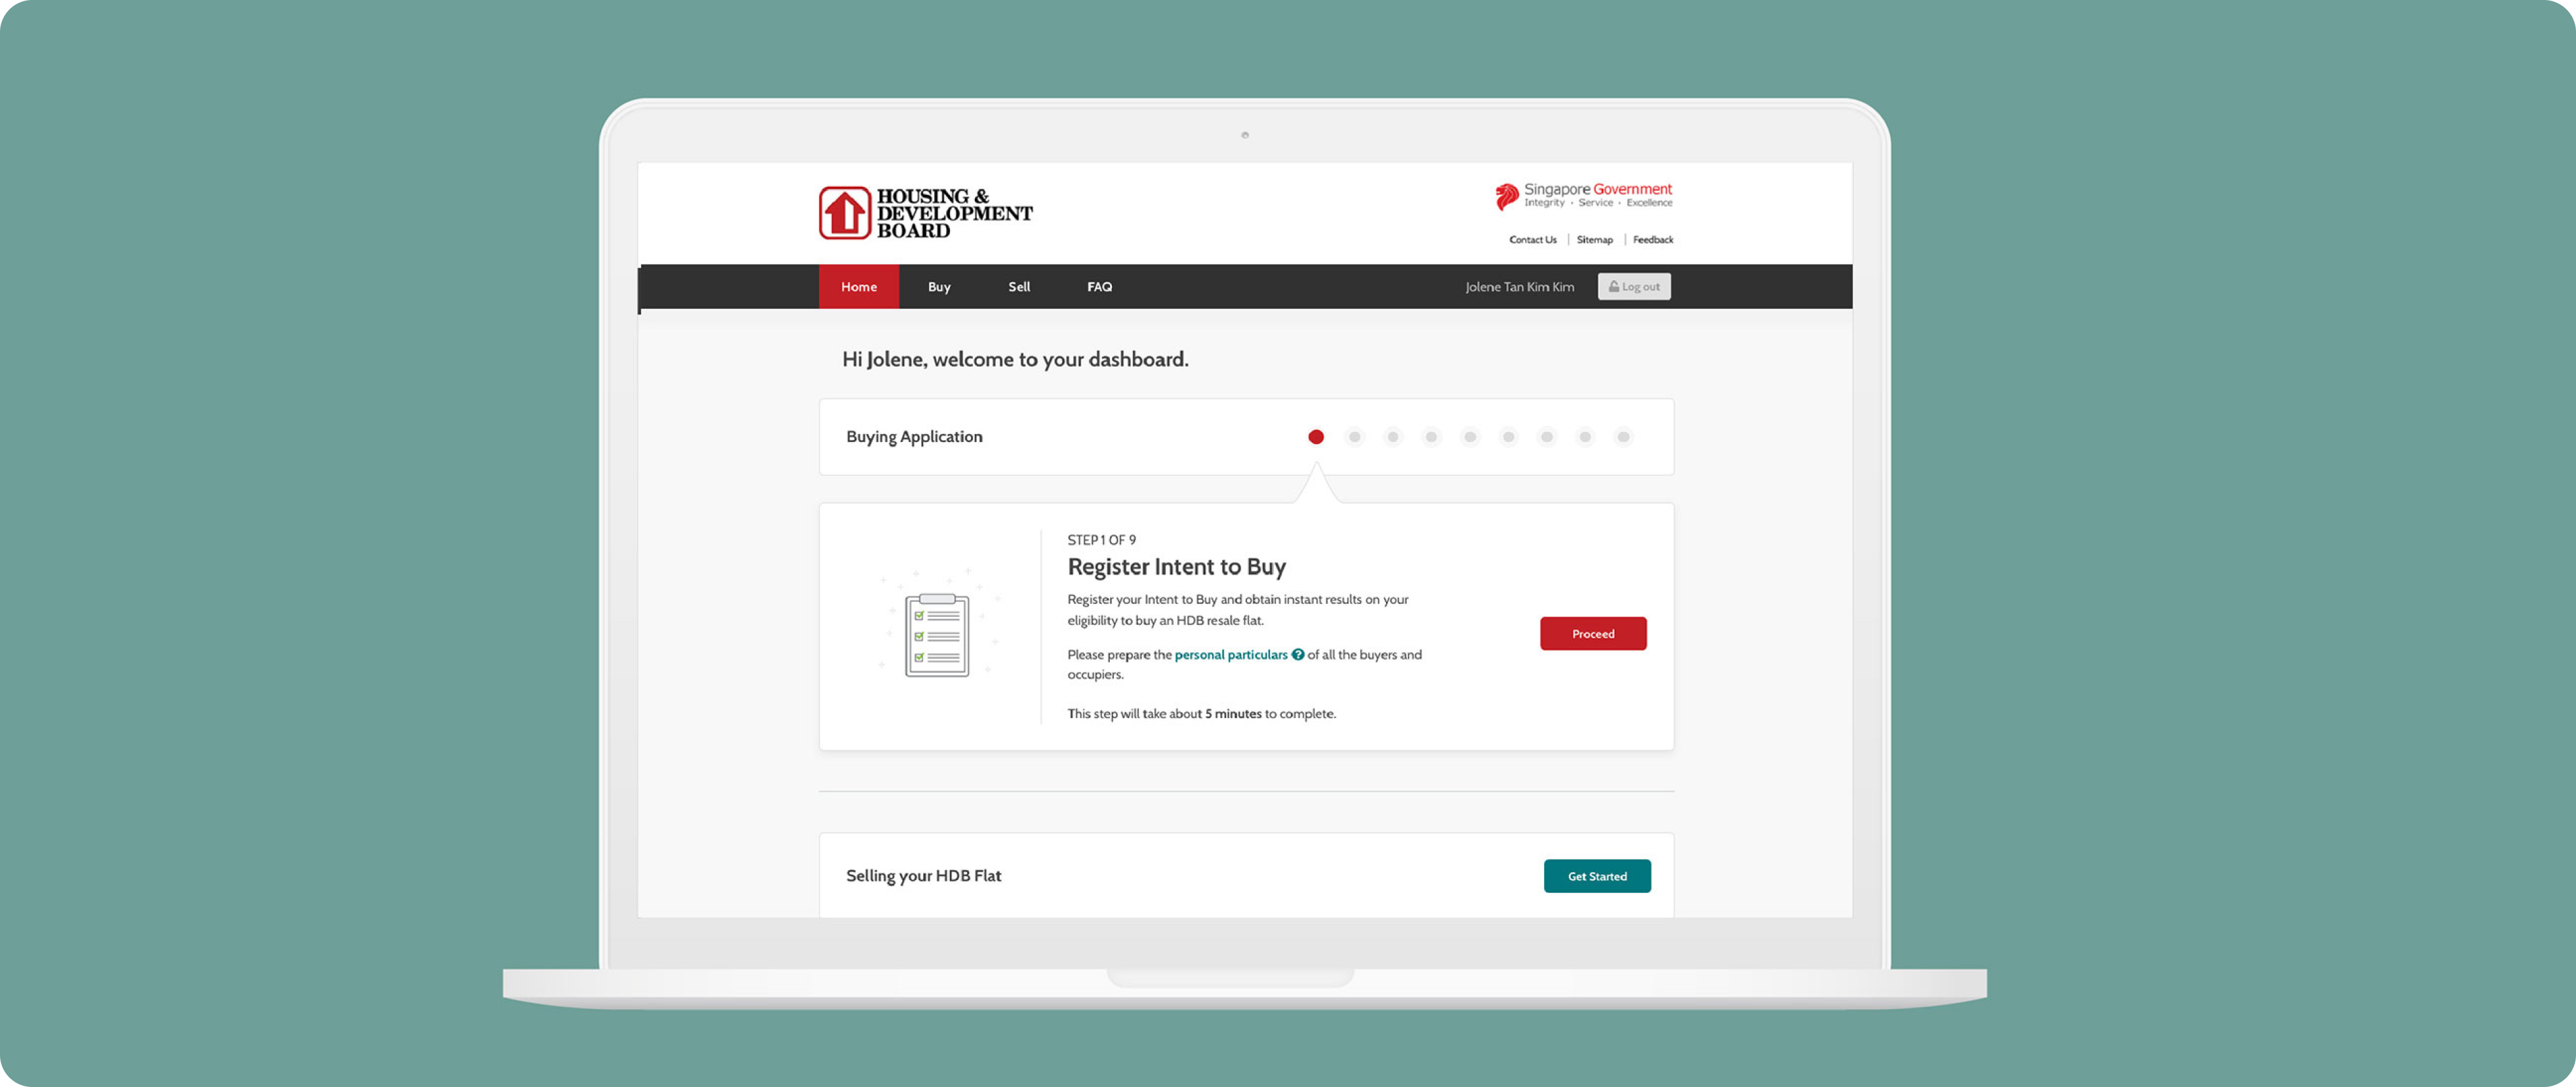 HOUSING &
DEVELOPMENT
BOARD
Singapore Government
Integrity · Service · Excellence
Contact Us | Sitemap | Feedback
Home Buy Sell FAQ Jolene Tan Kim Kim Log out
Hi Jolene, welcome to your dashboard.
Buying Application
STEP 1 OF 9
Register Intent to Buy
Register your Intent to Buy and obtain instant results on your
eligibility to buy an HDB resale flat.
Please prepare the personal particulars ? of all the buyers and
occupiers.
This step will take about 5 minutes to complete.
Proceed
Selling your HDB Flat
Get Started